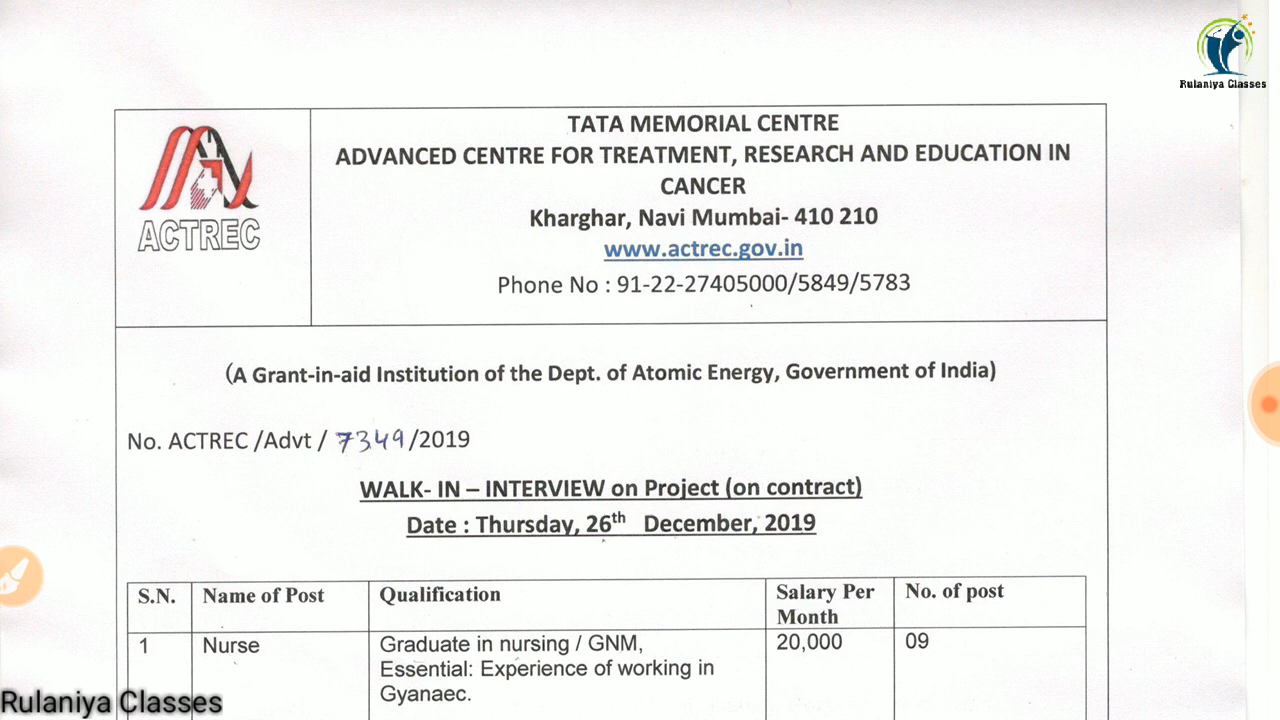 Rulaniya Classes
ACTREC
TATA MEMORIAL CENTRE
ADVANCED CENTRE FOR TREATMENT, RESEARCH AND EDUCATION IN
CANCER
Kharghar, Navi Mumbai- 410 210
www.actrec.gov.in
Phone No : 91-22-27405000/5849/5783
(A Grant-in-aid Institution of the Dept. of Atomic Energy, Government of India)
No. ACTREC /Advt / 7349/2019
WALK- IN – INTERVIEW on Project (on contract)
Date : Thursday, 26th December, 2019
S.N. Name of Post Qualification Salary Per Month No. of post
1 Nurse Graduate in nursing / GNM, 20,000 09
Essential: Experience of working in
Gyanaec.
Rulaniya Classes